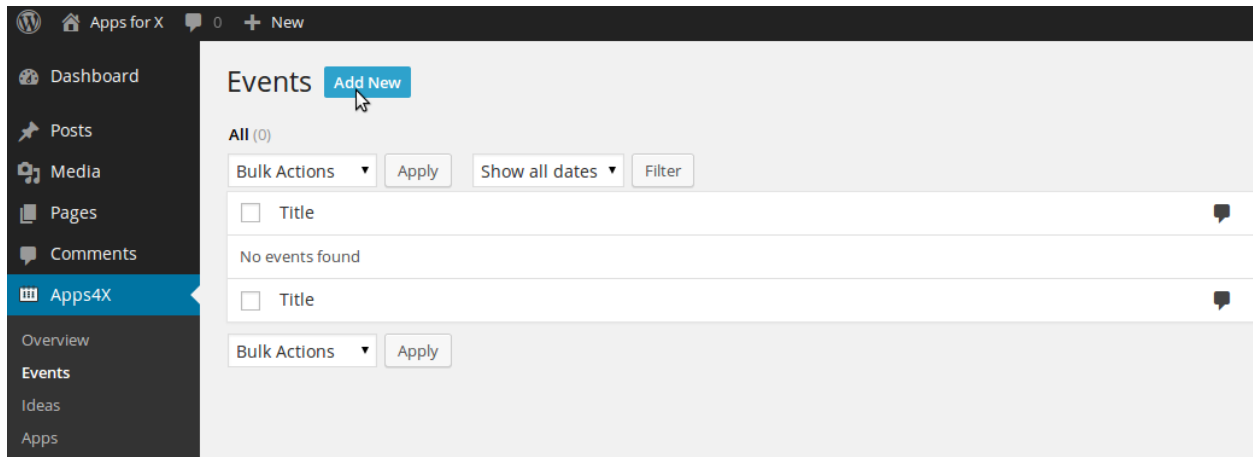 Apps for X 0 + New
Dashboard
Posts
Media
Pages
Comments
Apps4X
Overview
Events
Ideas
Apps
Events Add New
All (0)
Bulk Actions Apply Show all dates Filter
Title
No events found
Title
Bulk Actions Apply